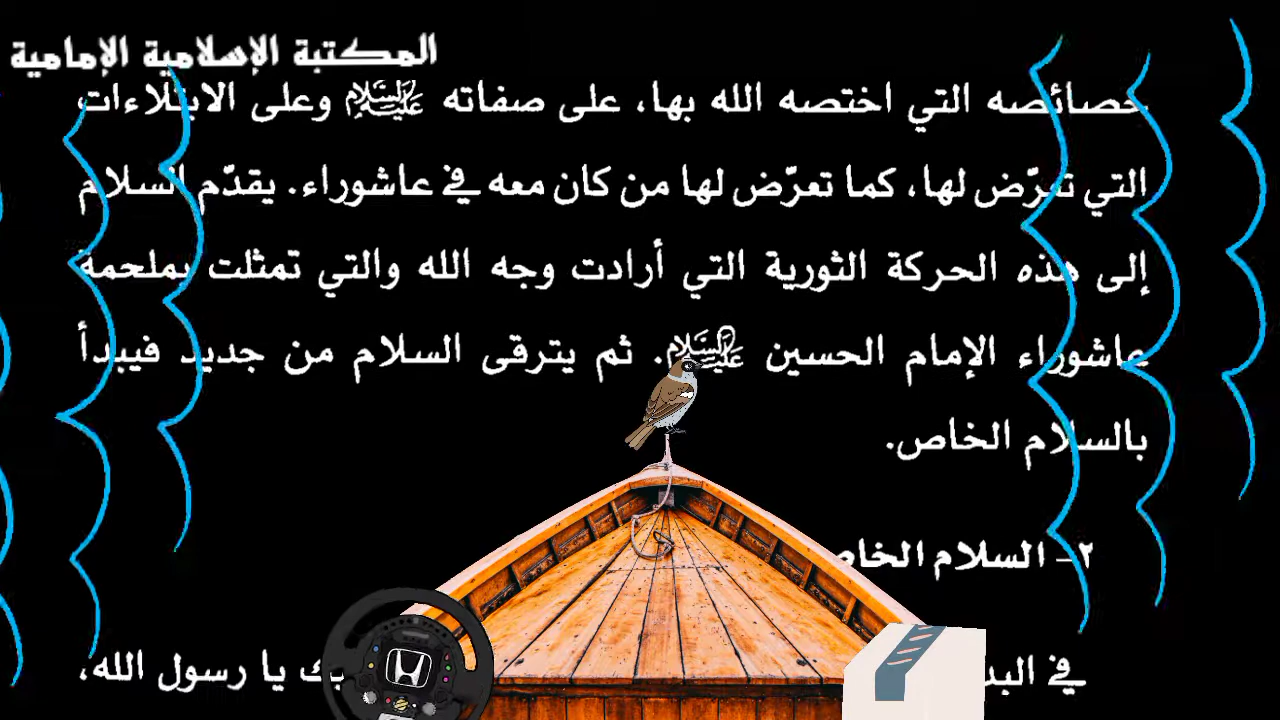 المكتبة الإسلامية الإمامية
خصائصه التي اختصه الله بها، على صفاته عليه السلام وعلى الابتلاءات
التي تعرّض لها، كما تعرّض لها من كان معه في عاشوراء. يقدّم السلام
إلى هذه الحركة الثورية التي أرادت وجه الله والتي تمثلت بملحمة
عاشوراء الإمام الحسين عليه السلام. ثم يترقى السلام من جديد فيبدأ
بالسلام الخاص.
٢- السلام الخاص
في
يا رسول الله،